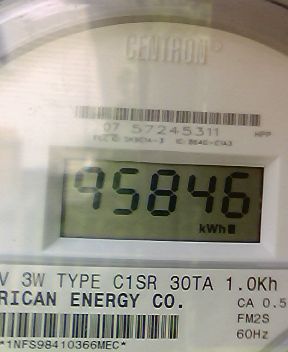 CENTRON®
07 57245311 HPP
95846
kWh
V 3W TYPE C1SR 30TA 1.0Kh
RICAN ENERGY CO. CA 0.5
FM2S
60Hz
*1NFS98410366MEC*